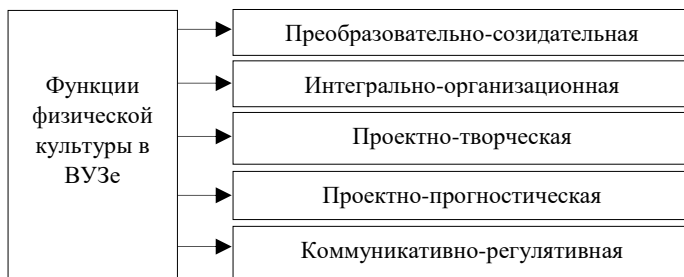 Функции
физической
культуры в
ВУЗе
Преобразовательно-созидательная
Интегрально-организационная
Проектно-творческая
Проектно-прогностическая
Коммуникативно-регулятивная